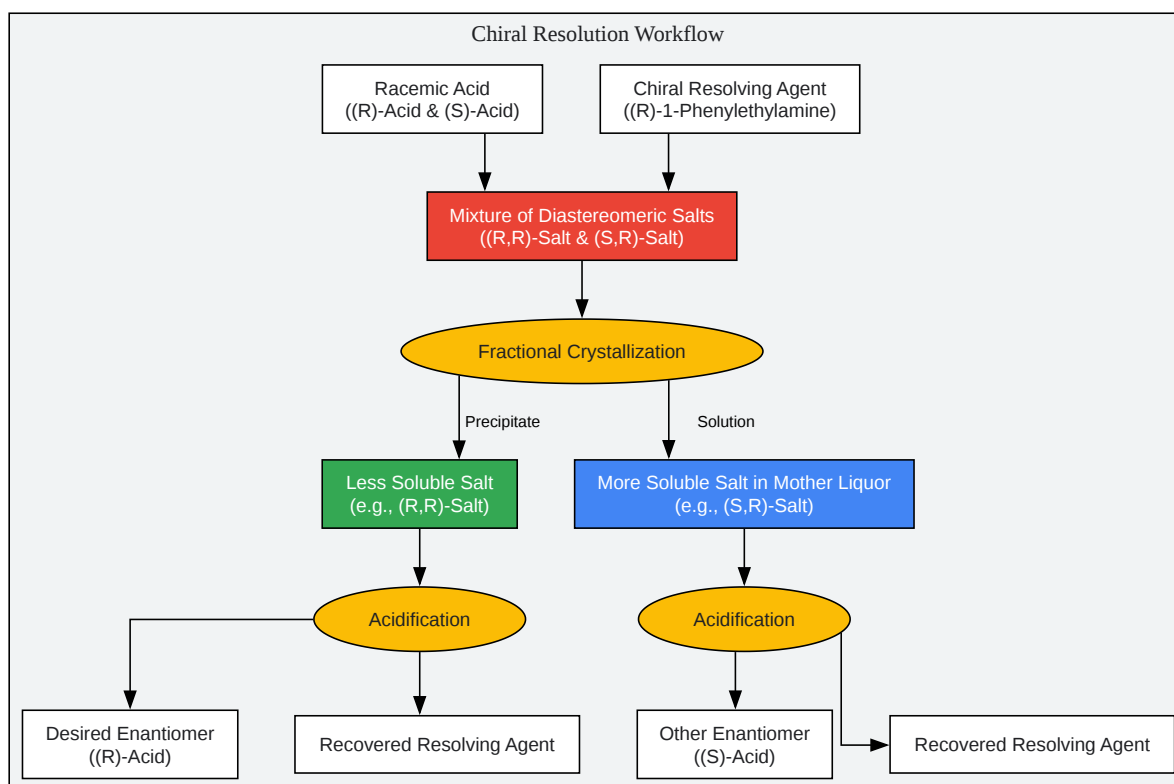 Chiral Resolution Workflow
Racemic Acid
((R)-Acid & (S)-Acid)
Chiral Resolving Agent
((R)-1-Phenylethylamine)
Mixture of Diastereomeric Salts
((R,R)-Salt & (S,R)-Salt)
Fractional Crystallization
Precipitate
Solution
Less Soluble Salt
(e.g., (R,R)-Salt)
More Soluble Salt in Mother Liquor
(e.g., (S,R)-Salt)
Acidification
Acidification
Desired Enantiomer
((R)-Acid)
Recovered Resolving Agent
Other Enantiomer
((S)-Acid)
Recovered Resolving Agent